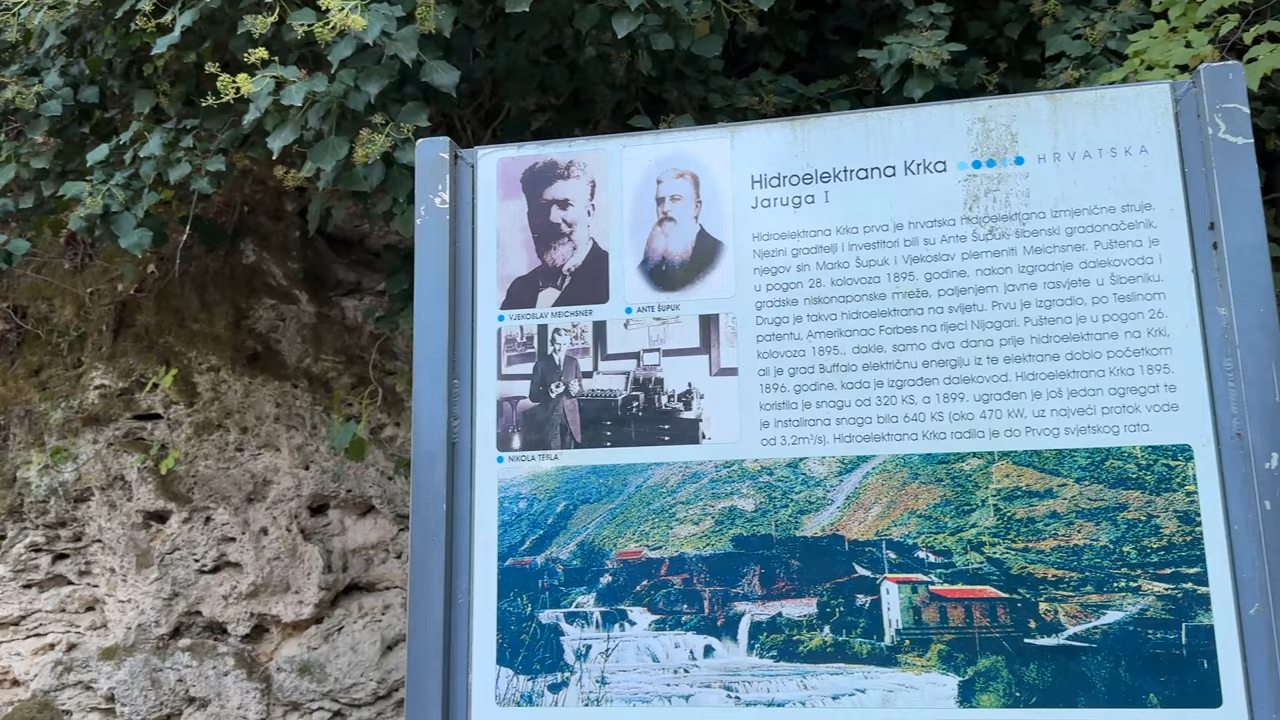 Hidroelektrana Krka HRVATSKA
Jaruga I
Hidroelektrana Krka prva je hrvatska hidroelektrana izmjenične struje.
Njezini graditelji i investitori bili su Ante Šupuk, šibenski gradonačelnik,
njegov sin Marko Šupuk i Vjekoslav plemeniti Meichsner. Puštena je
u pogon 28. kolovoza 1895. godine, nakon izgradnje dalekovoda i
gradske niskonaponske mreže, paljenjem javne rasvjete u Šibeniku.
Druga je takva hidroelektrana na svijetu. Prvu je izgradio, po Teslinom
patentu, Amerikanac Forbes na rijeci Nijagari. Puštena je u pogon 26.
kolovoza 1895., dakle, samo dva dana prije hidroelektrane na Krki,
ali je grad Buffalo električnu energiju iz te elektrane dobio početkom
1896. godine, kada je izgrađen dalekovod. Hidroelektrana Krka 1895.
koristila je snagu od 320 KS, a 1899. ugrađen je još jedan agregat te
je instalirana snaga bila 640 KS (oko 470 kW, uz najveći protok vode
od 3,2m³/s). Hidroelektrana Krka radila je do Prvog svjetskog rata.
VJEKOSLAV MEICHSNER
ANTE ŠUPUK
NIKOLA TESLA